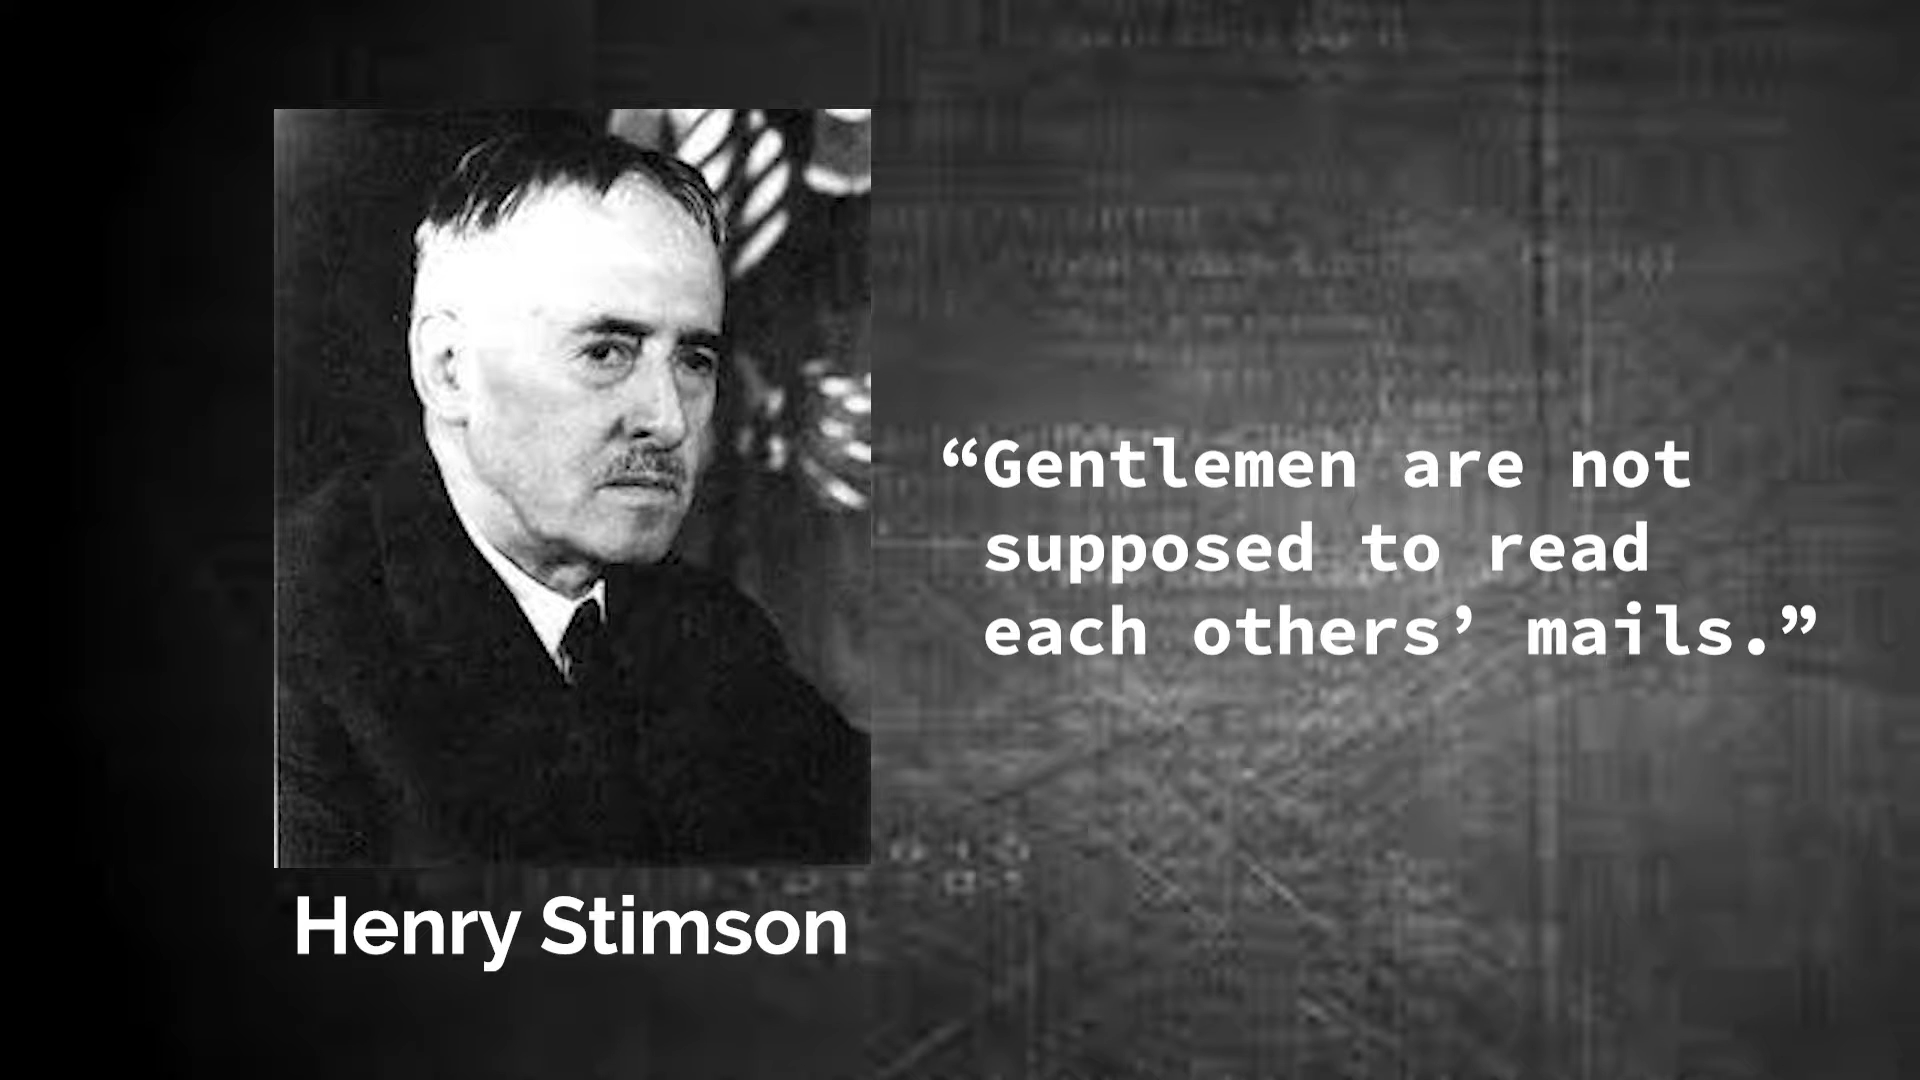 “Gentlemen are not
supposed to read
each others’ mails.”
Henry Stimson